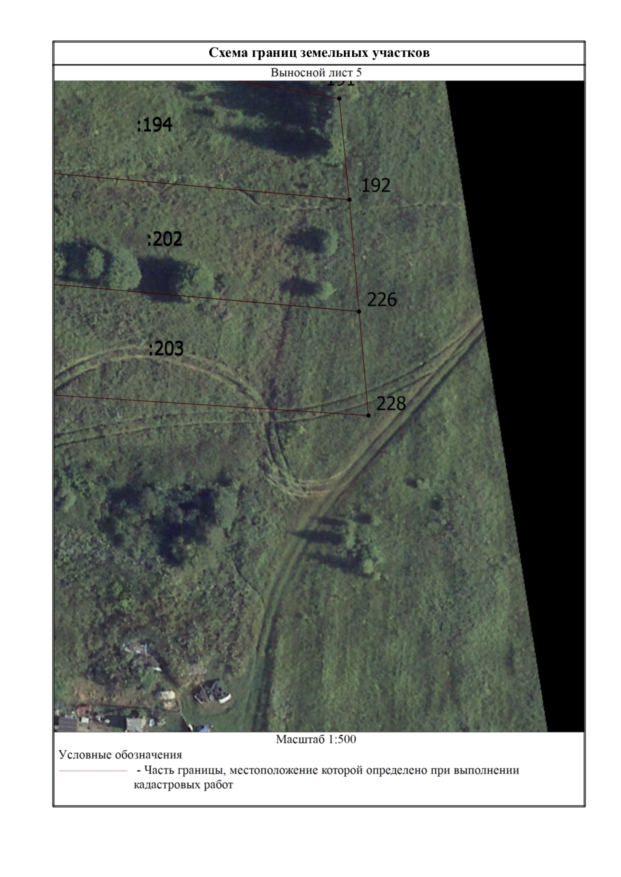 Схема границ земельных участков
Выносной лист 5
191
:194
192
:202
226
:203
228
Масштаб 1:500
Условные обозначения
- Часть границы, местоположение которой определено при выполнении
кадастровых работ